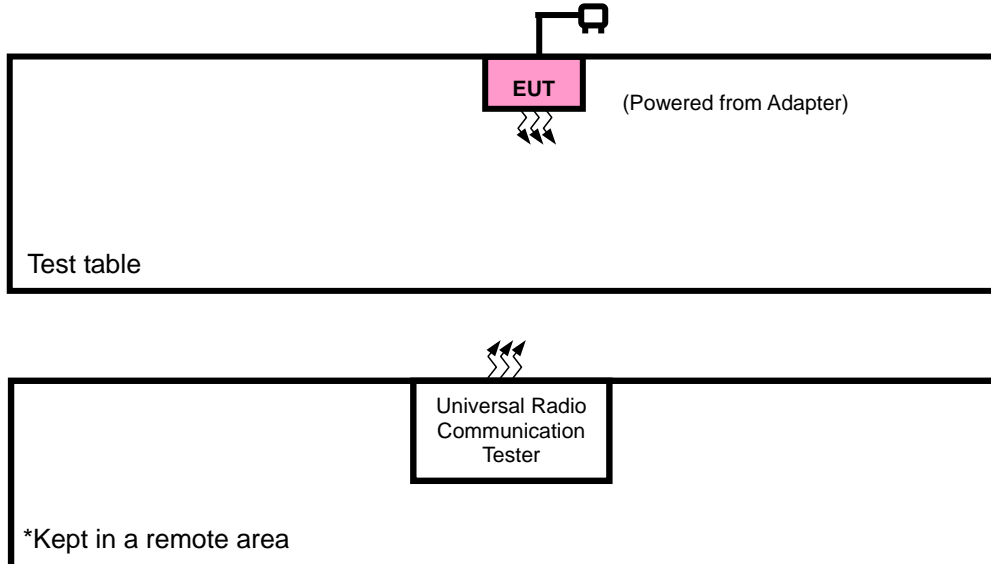 EUT
(Powered from Adapter)
Test table
Universal Radio
Communication
Tester
*Kept in a remote area